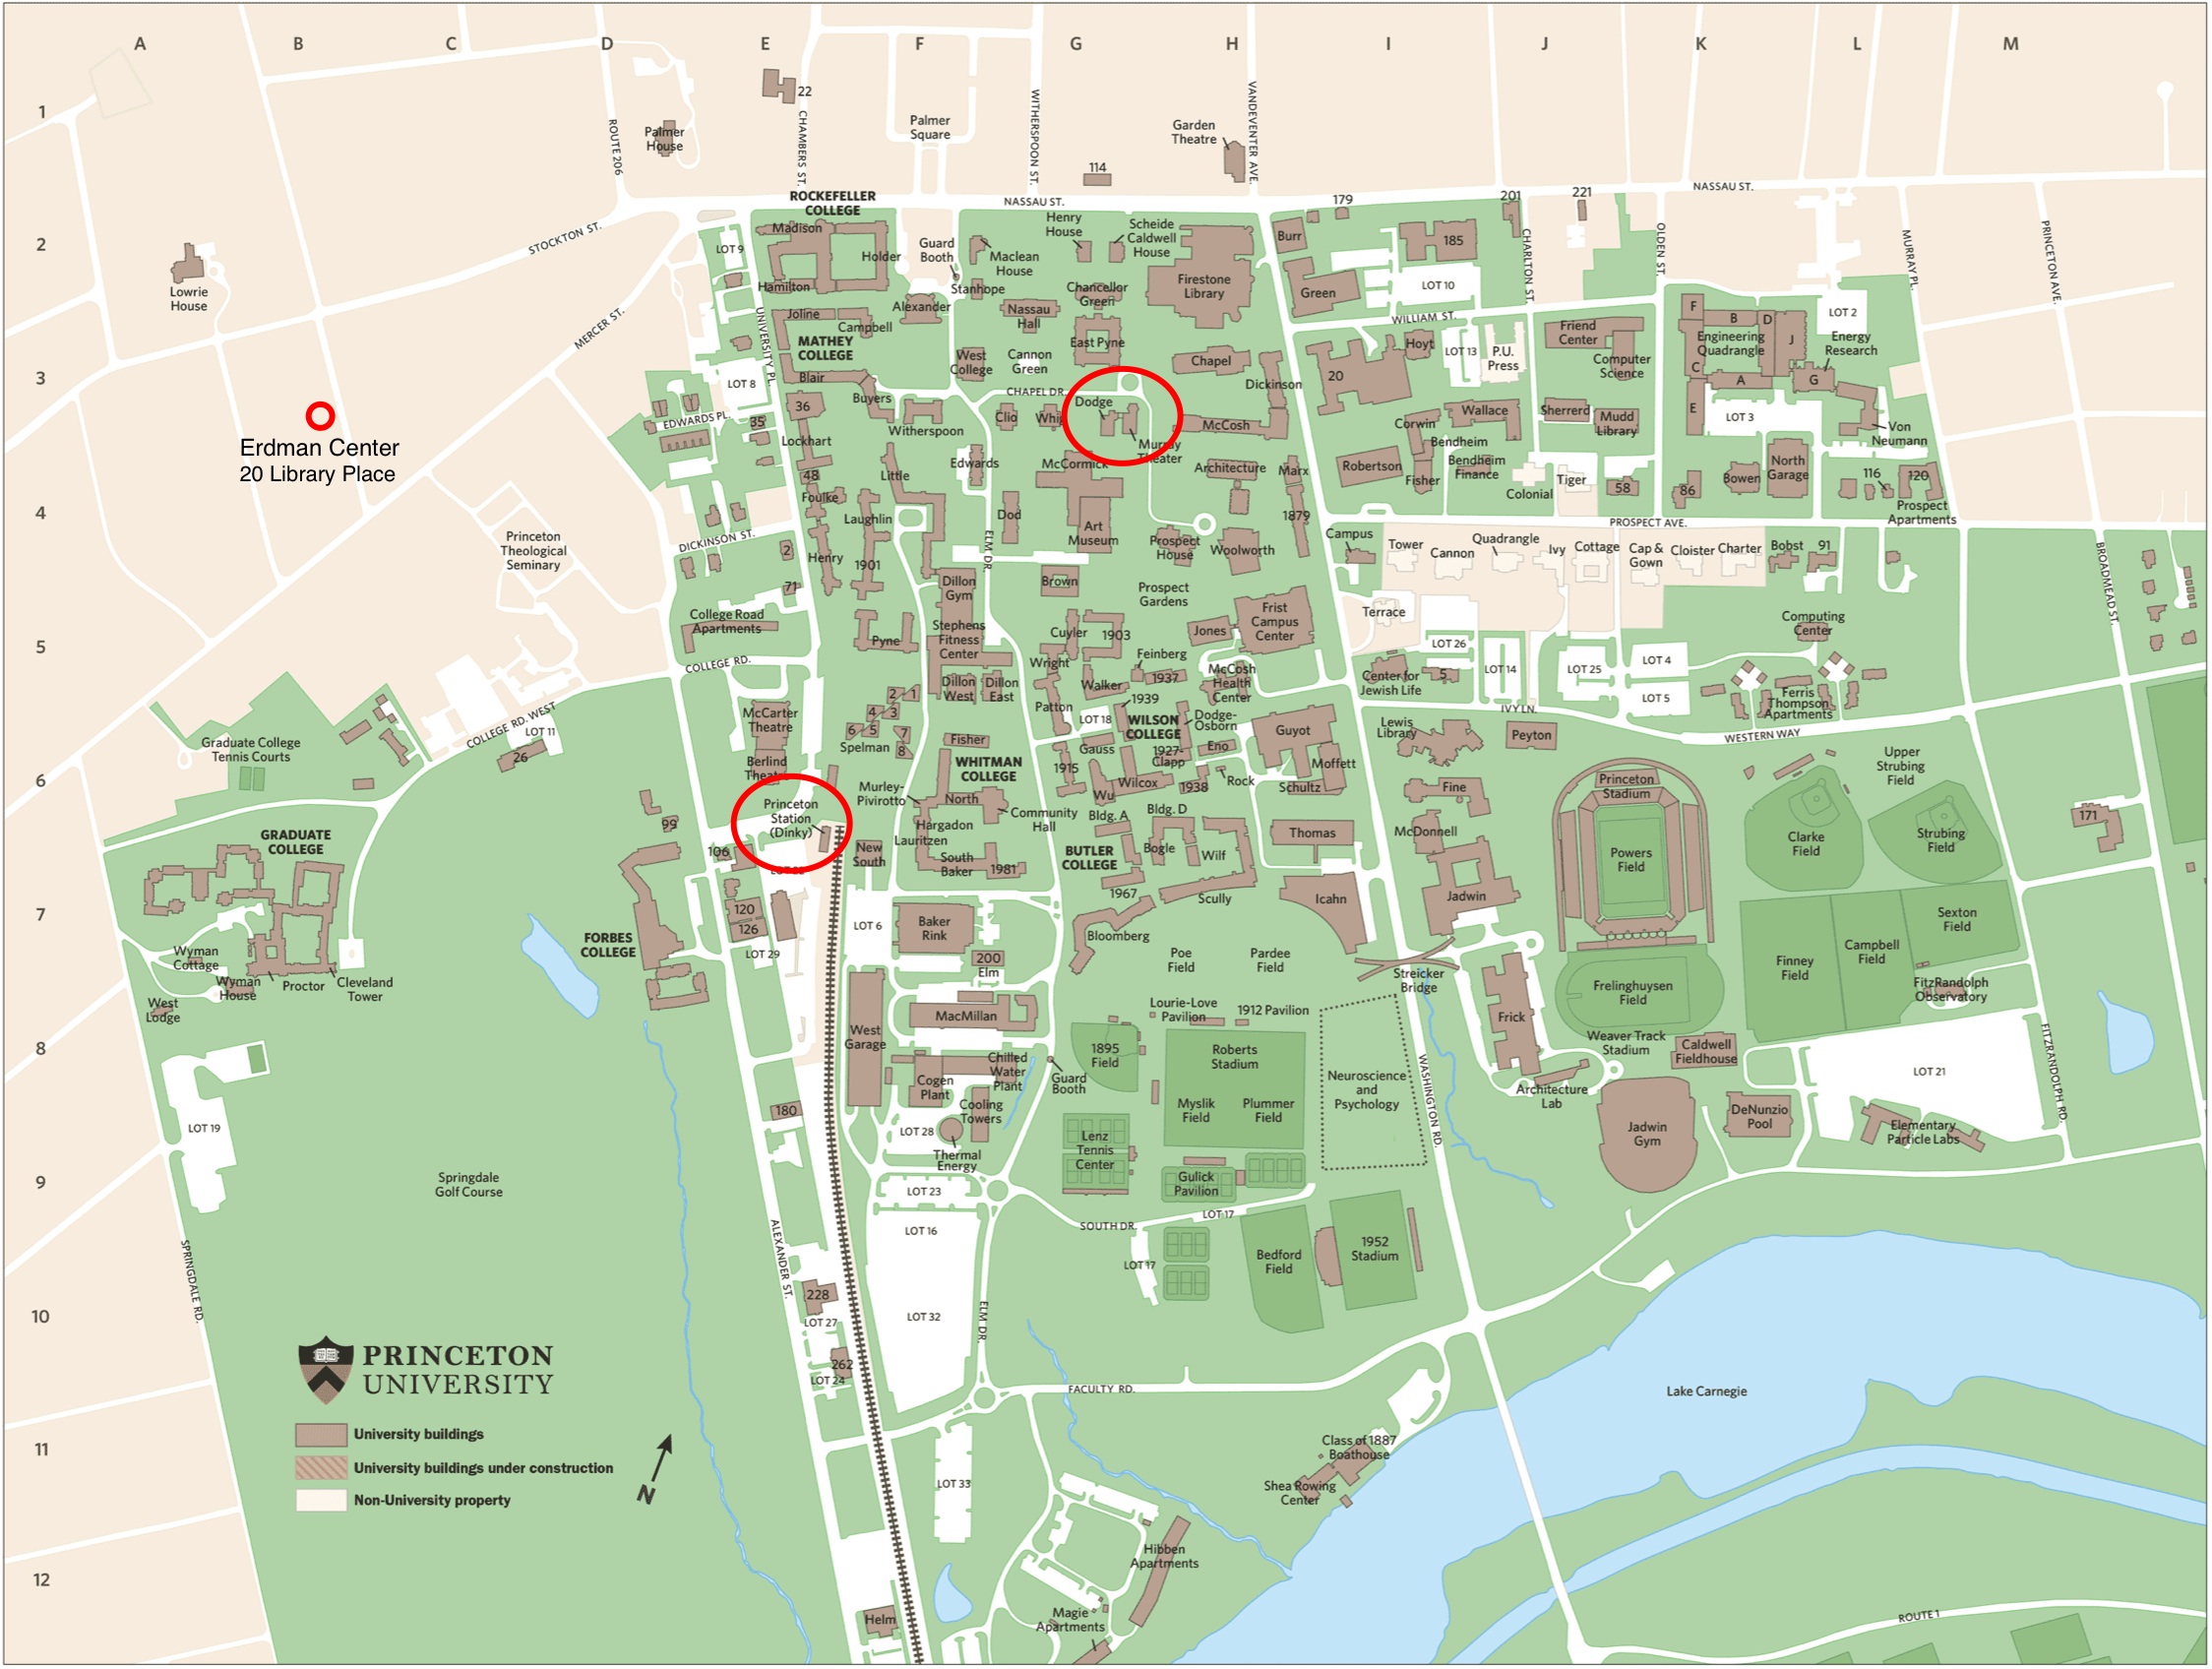 A B C D E F G H I J K L M
1
22
CHAMBERS ST.
ROUTE 206
Palmer
House
Palmer
Square
WITHERSPOON ST.
VANDEVENTER AVE.
Garden
Theatre
114
ROCKEFELLER
COLLEGE
NASSAU ST.
179
201
221
NASSAU ST.
2
STOCKTON ST.
Lowrie
House
LOT 9
Madison
Holder
Hamilton
Guard
Booth
Maclean
House
Stanhope
Henry
House
Scheide
Caldwell
House
Firestone
Library
Burr
Green
185
LOT 10
CHARLTON ST.
OLDEN ST.
MURRAY PL.
PRINCETON AVE.
Alexander
Nassau
Hall
Chancellor
Green
East Pyne
WILLIAM ST.
MERCER ST.
UNIVERSITY PL.
Joline
Campbell
MATHEY
COLLEGE
Blair
Buyers
West
College
Cannon
Green
Chapel
Dickinson
20
Hoyt
LOT 13
P.U.
Press
Friend
Center
Computer
Science
F
B
D
Engineering
Quadrangle
J
C
A
G
E
LOT 2
Energy
Research
3
LOT 8
EDWARDS PL.
35
36
Lockhart
48
CHAPEL DR.
Clio
Whig
Dodge
Murray
Theater
McCosh
Witherspoon
Corwin
Wallace
Bendheim
Sherrerd
Mudd
Library
LOT 3
Von
Neumann
Erdman Center
20 Library Place
Little
Edwards
McCormick
Architecture
Marx
Robertson
Fisher
Bendheim
Finance
Colonial
Tiger
58
86
Bowen
North
Garage
116
120
Prospect
Apartments
4
Princeton
Theological
Seminary
DICKINSON ST.
Foulke
Laughlin
2
Henry
1901
Dod
ELM DR.
Art
Museum
Prospect
House
Woolworth
1879
PROSPECT AVE.
Campus
Tower
Cannon
Quadrangle
Ivy
Cottage
Cap &
Gown
Cloister
Charter
Bobst
91
BROADMEAD ST.
71
College Road
Apartments
Dillon
Gym
Brown
Prospect
Gardens
Frist
Campus
Center
Terrace
5
COLLEGE RD.
Pyne
Stephens
Fitness
Center
Cuyler
1903
Jones
Wright
Feinberg
LOT 26
LOT 14
LOT 25
LOT 4
LOT 5
Computing
Center
Dillon
West
Dillon
East
Walker
1937
McCosh
Health
Center
Center for
Jewish Life
5
Ferris
Thompson
Apartments
COLLEGE RD. WEST
LOT 11
26
McCarter
Theatre
Berlind
Theatre
2
1
4
3
6
5
7
8
Spelman
Patton
1939
LOT 18
WILSON
COLLEGE
Dodge-
Osborn
IVY LN.
WESTERN WAY
Graduate College
Tennis Courts
Fisher
WHITMAN
COLLEGE
Gauss
1927-
Clapp
Eno
Guyot
Lewis
Library
Peyton
Upper
Strubing
Field
6
1915
Wilcox
Wu
1938
Rock
Moffett
Schultz
Fine
Princeton
Stadium
Murley-
Pivirotto
North
Community
Hall
Princeton
Station
(Dinky)
99
106
GRADUATE
COLLEGE
New
South
Hargadon
Lauritzen
South
Baker
1981
Bldg. A
Bldg. D
BUTLER
COLLEGE
Bogle
Wilf
Thomas
McDonnell
Powers
Field
Clarke
Field
Strubing
Field
171
7
1967
Scully
Icahn
Jadwin
120
126
LOT 29
FORBES
COLLEGE
LOT 6
Baker
Rink
Bloomberg
Poe
Field
Pardee
Field
Streicker
Bridge
Finney
Field
Campbell
Field
Sexton
Field
Wyman
Cottage
Wyman
House
Proctor
Cleveland
Tower
West
Lodge
200
Elm
Frelinghuysen
Field
FitzRandolph
Observatory
8
West
Garage
MacMillan
Lourie-Love
Pavilion
1912 Pavilion
Frick
Weaver Track
Stadium
Caldwell
Fieldhouse
FITZRANDOLPH RD.
Cogen
Plant
Chilled
Water
Plant
Cooling
Towers
Guard
Booth
1895
Field
Roberts
Stadium
Myslik
Field
Plummer
Field
Neuroscience
and
Psychology
WASHINGTON RD.
Architecture
Lab
LOT 21
LOT 19
180
LOT 28
Thermal
Energy
Lenz
Tennis
Center
Jadwin
Gym
DeNunzio
Pool
Elementary
Particle Labs
9
Springdale
Golf Course
LOT 23
Gulick
Pavilion
LOT 16
SOUTH DR.
LOT 17
SPRINGDALE RD.
ALEXANDER ST.
LOT 17
Bedford
Field
1952
Stadium
10
228
LOT 27
LOT 32
ELM DR.
PRINCETON
UNIVERSITY
262
LOT 24
FACULTY RD.
Lake Carnegie
11
University buildings
University buildings under construction
Non-University property
N
LOT 33
Class of 1887
Boathouse
Shea Rowing
Center
12
Hibben
Apartments
Helm
Magie
Apartments
ROUTE 1